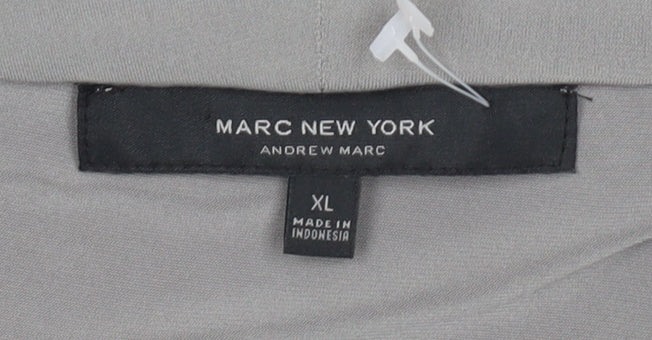 MARC NEW YORK
ANDREW MARC
XL
MADE IN
INDONESIA